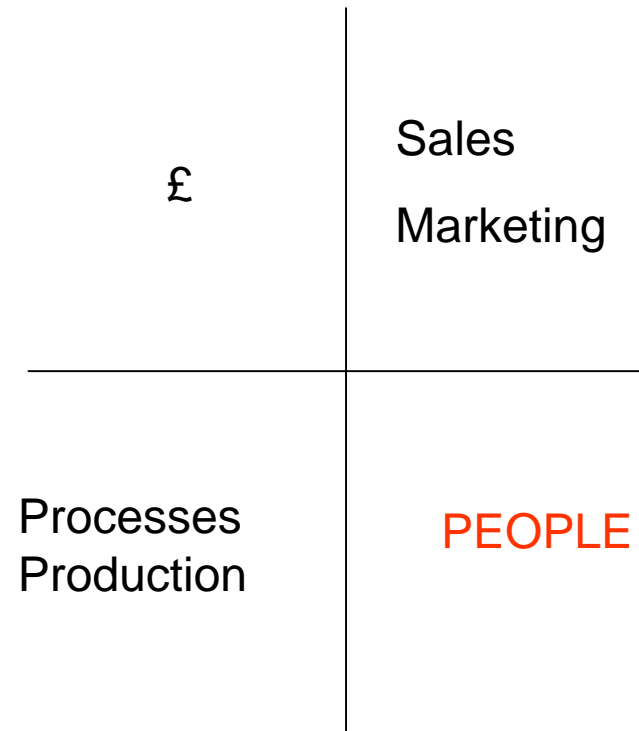 £
Sales
Marketing
Processes
Production
PEOPLE